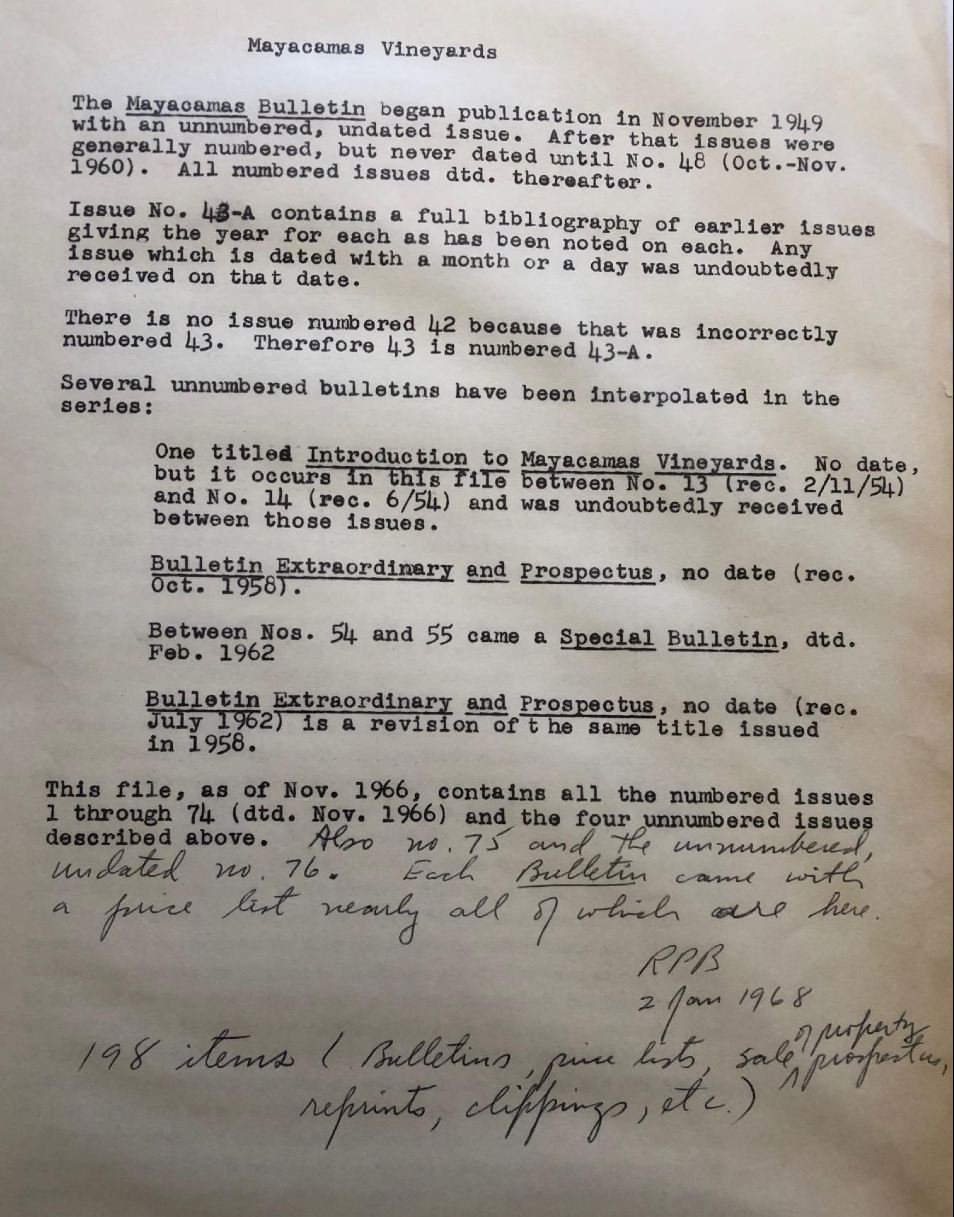 Mayacamas Vineyards
The Mayacamas Bulletin began publication in November 1949
with an unnumbered, undated issue. After that issues were
generally numbered, but never dated until No. 48 (Oct.-Nov.
1960). All numbered issues dtd. thereafter.
Issue No. 43-A contains a full bibliography of earlier issues
giving the year for each as has been noted on each. Any
issue which is dated with a month or a day was undoubtedly
received on that date.
There is no issue numbered 42 because that was incorrectly
numbered 43. Therefore 43 is numbered 43-A.
Several unnumbered bulletins have been interpolated in the
series:
One titled Introduction to Mayacamas Vineyards. No date,
but it occurs in this file between No. 13 (rec. 2/11/54)
and No. 14 (rec. 6/54) and was undoubtedly received
between those issues.
Bulletin Extraordinary and Prospectus, no date (rec.
Oct. 1958).
Between Nos. 54 and 55 came a Special Bulletin, dtd.
Feb. 1962
Bulletin Extraordinary and Prospectus, no date (rec.
July 1962) is a revision of t he same title issued
in 1958.
This file, as of Nov. 1966, contains all the numbered issues
1 through 74 (dtd. Nov. 1966) and the four unnumbered issues
described above. Also no. 75 and the unnumbered,
undated no. 76. Each Bulletin came with
a price list nearly all of which are here.
RPB
2 Jan 1968
198 items (Bulletins, price lists, sale of property prospectus,
reprints, clippings, etc.)